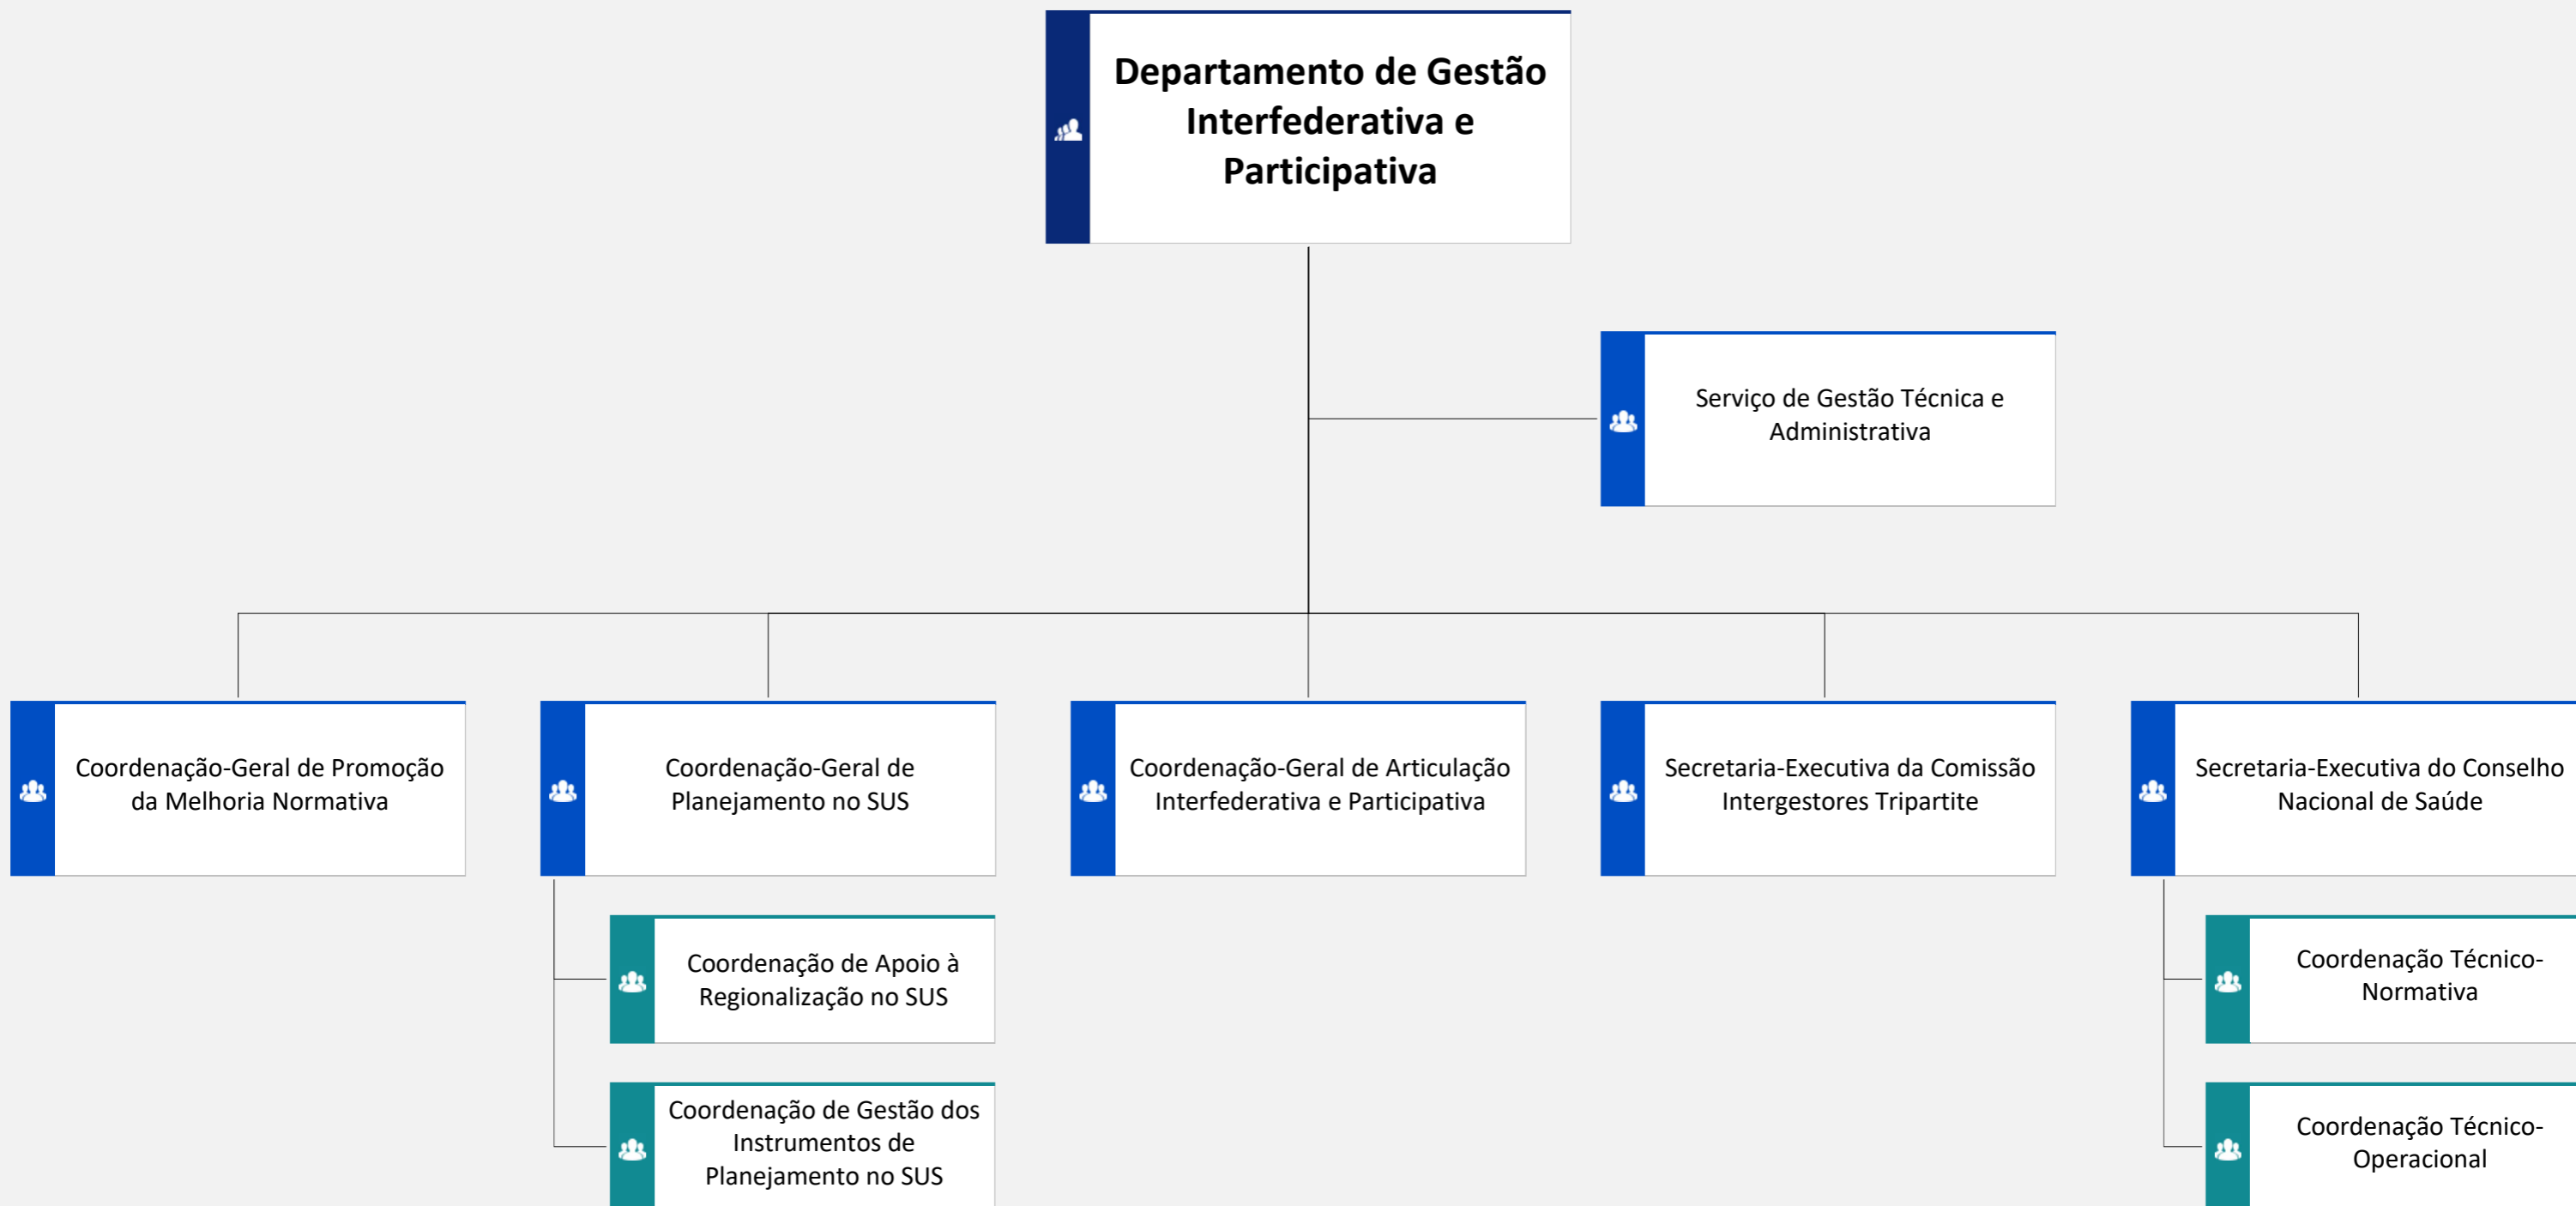 Departamento de Gestão
Interfederativa e
Participativa
Serviço de Gestão Técnica e
Administrativa
Coordenação-Geral de Promoção
da Melhoria Normativa
Coordenação-Geral de
Planejamento no SUS
Coordenação-Geral de Articulação
Interfederativa e Participativa
Secretaria-Executiva da Comissão
Intergestores Tripartite
Secretaria-Executiva do Conselho
Nacional de Saúde
Coordenação de Apoio à
Regionalização no SUS
Coordenação de Gestão dos
Instrumentos de
Planejamento no SUS
Coordenação Técnico-
Normativa
Coordenação Técnico-
Operacional